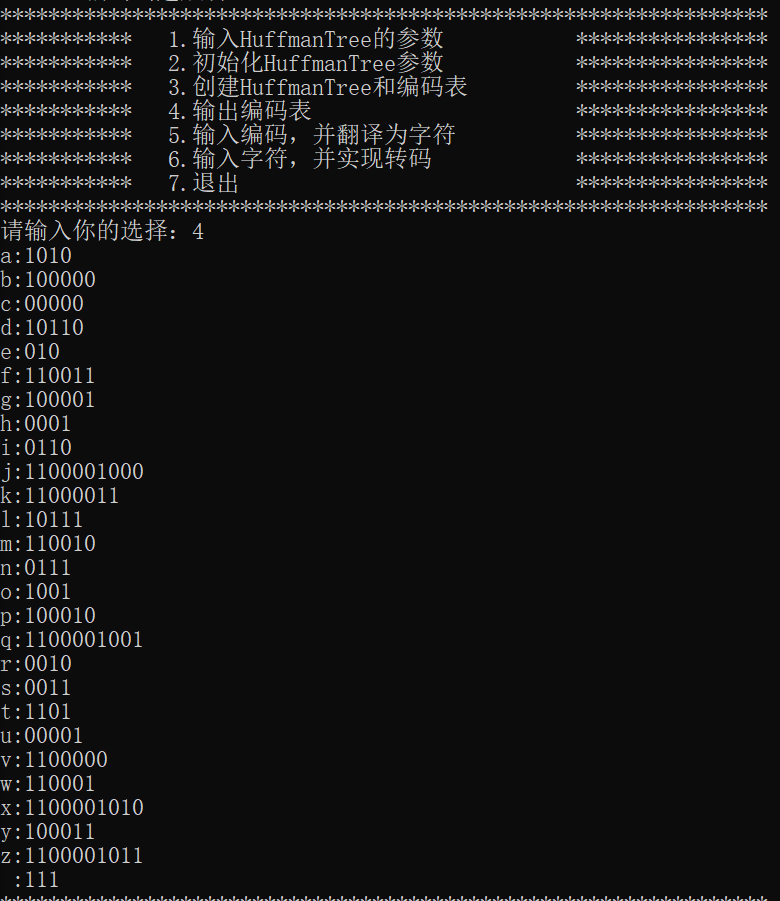 ****************************************************************
***********   1.输入HuffmanTree的参数           ****************
***********   2.初始化HuffmanTree参数           ****************
***********   3.创建HuffmanTree和编码表         ****************
***********   4.输出编码表                      ****************
***********   5.输入编码，并翻译为字符          ****************
***********   6.输入字符，并实现转码            ****************
***********   7.退出                            ****************
****************************************************************
请输入你的选择：4
a:1010
b:100000
c:00000
d:10110
e:010
f:110011
g:100001
h:0001
i:0110
j:1100001000
k:11000011
l:10111
m:110010
n:0111
o:1001
p:100010
q:1100001001
r:0010
s:0011
t:1101
u:00001
v:1100000
w:110001
x:1100001010
y:100011
z:1100001011
 :111
****************************************************************